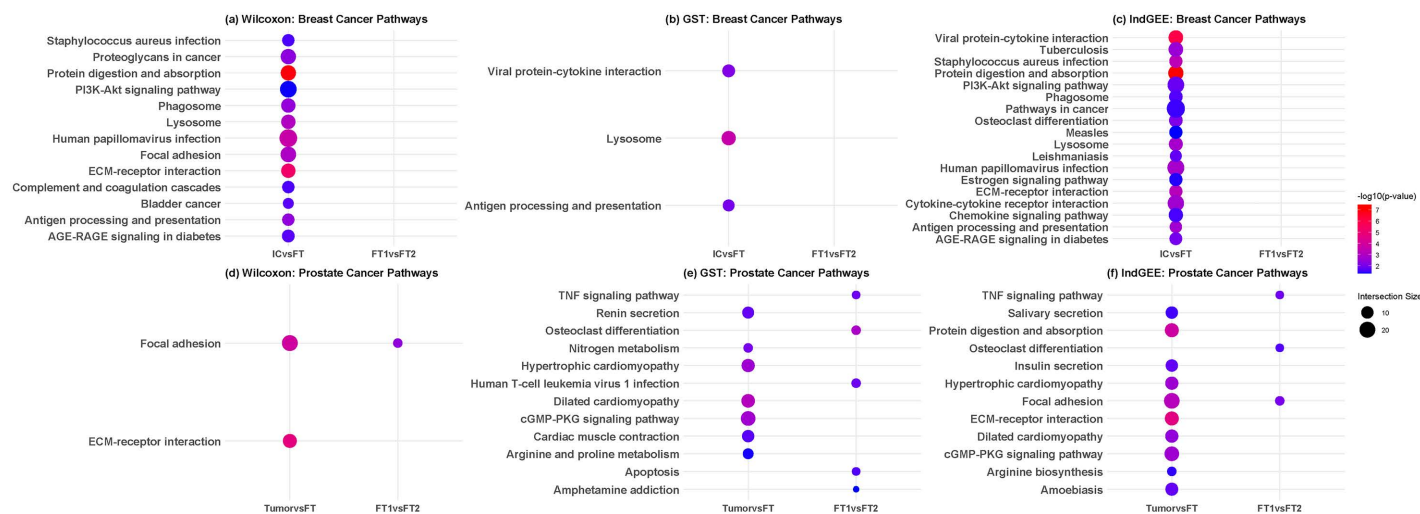 (a) Wilcoxon: Breast Cancer Pathways
Staphylococcus aureus infection
Proteoglycans in cancer
Protein digestion and absorption
PI3K-Akt signaling pathway
Phagosome
Lysosome
Human papillomavirus infection
Focal adhesion
ECM-receptor interaction
Complement and coagulation cascades
Bladder cancer
Antigen processing and presentation
AGE-RAGE signaling in diabetes
ICvsFT
FT1vsFT2
(b) GST: Breast Cancer Pathways
Viral protein-cytokine interaction
Lysosome
Antigen processing and presentation
ICvsFT
FT1vsFT2
(c) IndGEE: Breast Cancer Pathways
Viral protein-cytokine interaction
Tuberculosis
Staphylococcus aureus infection
Protein digestion and absorption
PI3K-Akt signaling pathway
Phagosome
Pathways in cancer
Osteoclast differentiation
Measles
Lysosome
Leishmaniasis
Human papillomavirus infection
Estrogen signaling pathway
ECM-receptor interaction
Cytokine-cytokine receptor interaction
Chemokine signaling pathway
Antigen processing and presentation
AGE-RAGE signaling in diabetes
ICvsFT
FT1vsFT2
-log10(p-value)
7
6
5
4
3
2
Intersection Size
10
20
(d) Wilcoxon: Prostate Cancer Pathways
Focal adhesion
ECM-receptor interaction
TumorvsFT
FT1vsFT2
(e) GST: Prostate Cancer Pathways
TNF signaling pathway
Renin secretion
Osteoclast differentiation
Nitrogen metabolism
Hypertrophic cardiomyopathy
Human T-cell leukemia virus 1 infection
Dilated cardiomyopathy
cGMP-PKG signaling pathway
Cardiac muscle contraction
Arginine and proline metabolism
Apoptosis
Amphetamine addiction
TumorvsFT
FT1vsFT2
(f) IndGEE: Prostate Cancer Pathways
TNF signaling pathway
Salivary secretion
Protein digestion and absorption
Osteoclast differentiation
Insulin secretion
Hypertrophic cardiomyopathy
Focal adhesion
ECM-receptor interaction
Dilated cardiomyopathy
cGMP-PKG signaling pathway
Arginine biosynthesis
Amoebiasis
TumorvsFT
FT1vsFT2